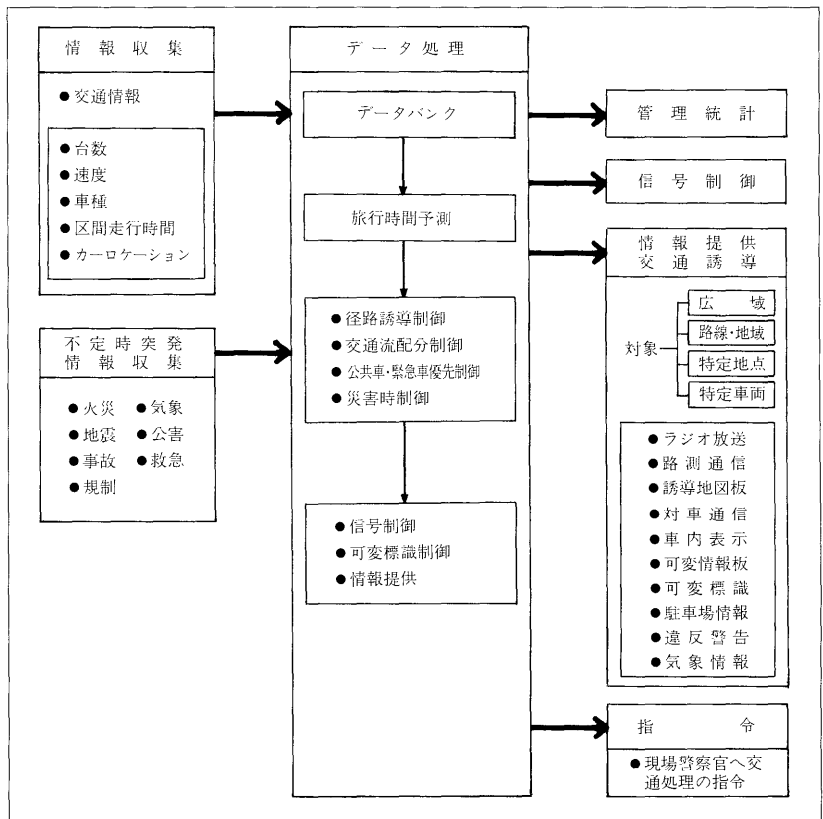 情報収集
●交通情報
●台数
●速度
●車種
●区間走行時間
●カーロケーション
不定時突発
情報収集
●火災 ●気象
●地震 ●公害
●事故 ●救急
●規制
データ処理
データバンク
旅行時間予測
●径路誘導制御
●交通流配分制御
●公共車・緊急車優先制御
●災害時制御
●信号制御
●可変標識制御
●情報提供
管理統計
信号制御
情報提供
交通誘導
対象
広域
路線・地域
特定地点
特定車両
●ラジオ放送
●路測通信
●誘導地図板
●対車通信
●車内表示
●可変情報板
●可変標識
●駐車場情報
●違反警告
●気象情報
指令
●現場警察官へ交
通処理の指令